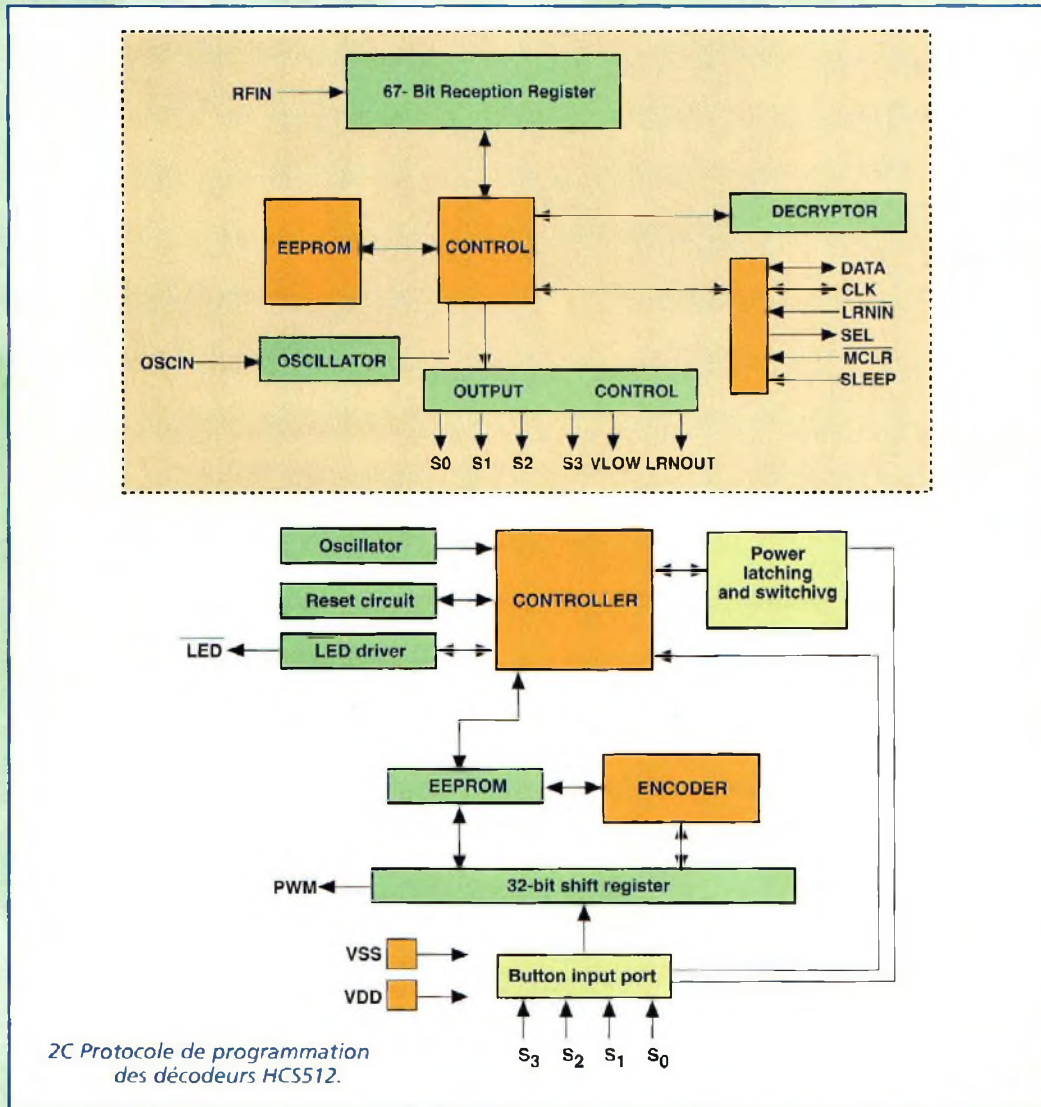 RFIN
67- Bit Reception Register
EEPROM
CONTROL
DECRYPTOR
DATA
CLK
LRNIN
SEL
MCLR
SLEEP
OSCIN
OSCILLATOR
OUTPUT CONTROL
S0 S1 S2 S3 VLOW LRNOUT
Oscillator
Reset circuit
LED
LED driver
CONTROLLER
Power
latching
and switchivg
EEPROM
ENCODER
PWM
32-bit shift register
VSS
VDD
Button input port
S3 S2 S1 S0
2C Protocole de programmation
des décodeurs HCS512.